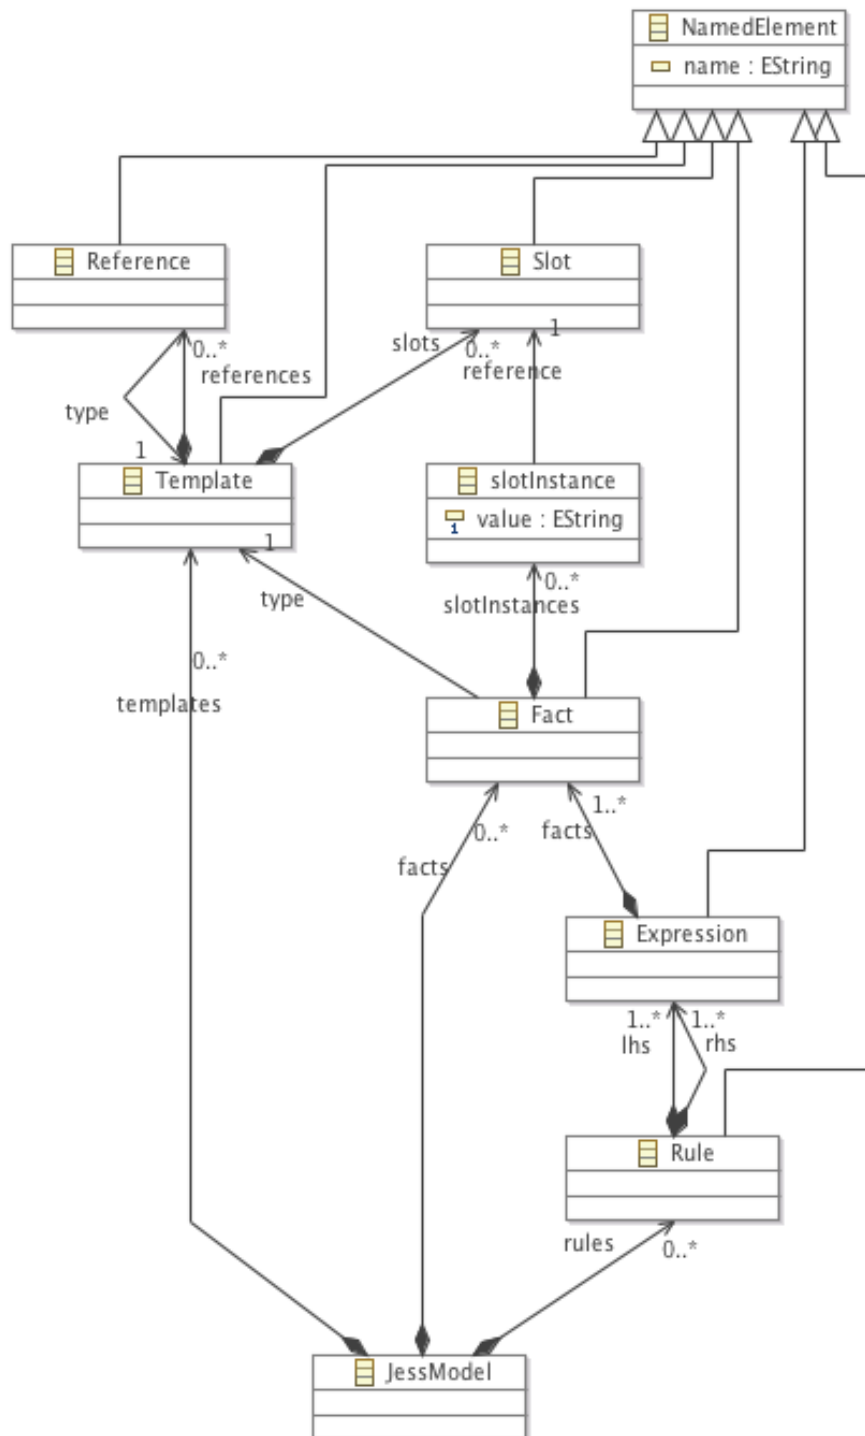 NamedElement
name : EString
Reference
Slot
0..*
references
type
1
slots
0..*
1
reference
Template
slotInstance
1
value : EString
1
type
0..*
slotInstances
0..*
templates
Fact
0..*
facts
1..*
facts
Expression
1..*
lhs
1..*
rhs
Rule
rules
0..*
JessModel